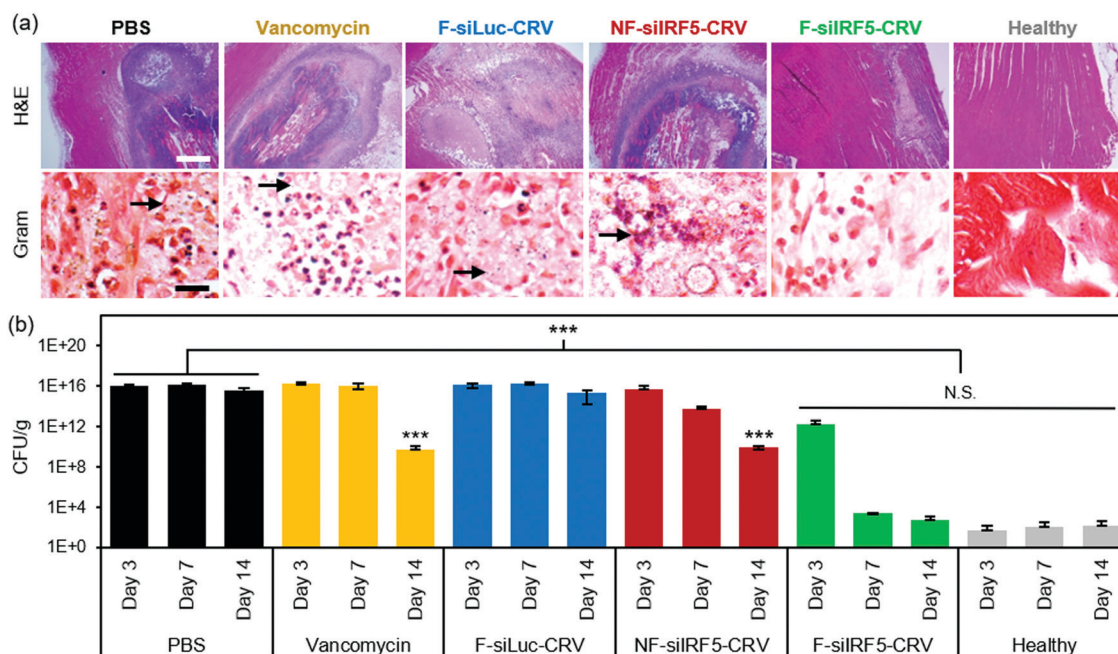 (a)
PBS Vancomycin F-siLuc-CRV NF-siIRF5-CRV F-siIRF5-CRV Healthy
H&E
Gram
(b)
***
1E+20
1E+16
1E+12
1E+8
1E+4
1E+0
CFU/g
***
***
N.S.
Day 3 Day 7 Day 14 Day 3 Day 7 Day 14 Day 3 Day 7 Day 14 Day 3 Day 7 Day 14 Day 3 Day 7 Day 14 Day 3 Day 7 Day 14
PBS Vancomycin F-siLuc-CRV NF-siIRF5-CRV F-siIRF5-CRV Healthy